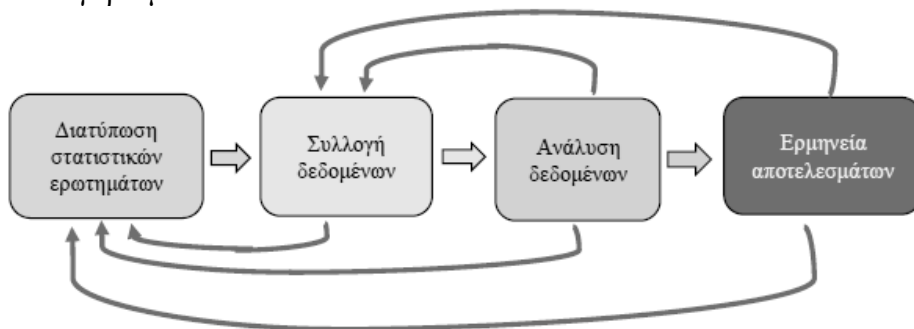 Διατύπωση
στατιστικών
ερωτημάτων
Συλλογή
δεδομένων
Ανάλυση
δεδομένων
Ερμηνεία
αποτελεσμάτων